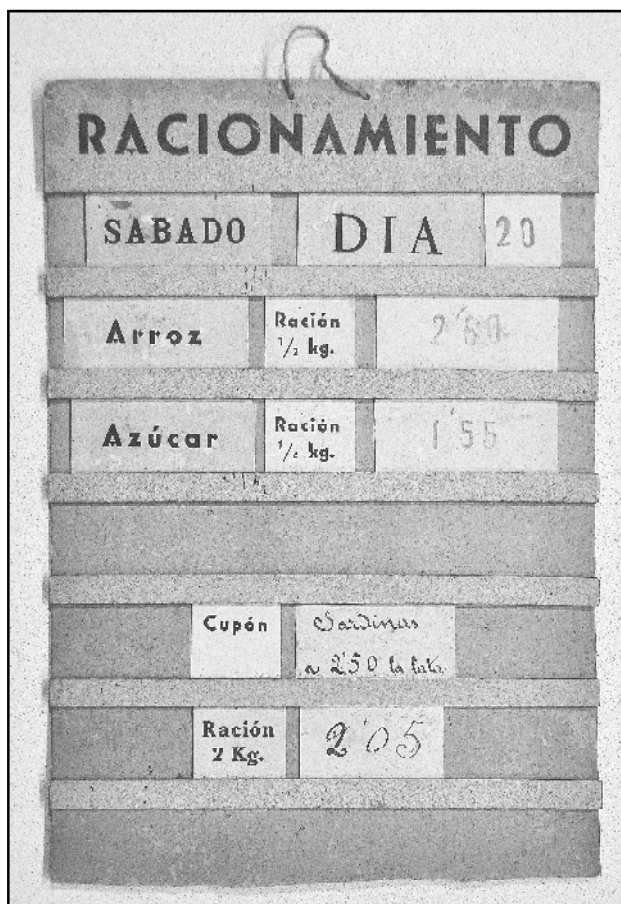 RACIONAMIENTO
SABADO DIA 20
Arroz Ración 1/2 kg. 2'60
Azúcar Ración 1/2 kg. 1'55
Cupón Sardinas
a 2'50 la lata
Ración 2 Kg. 2'05